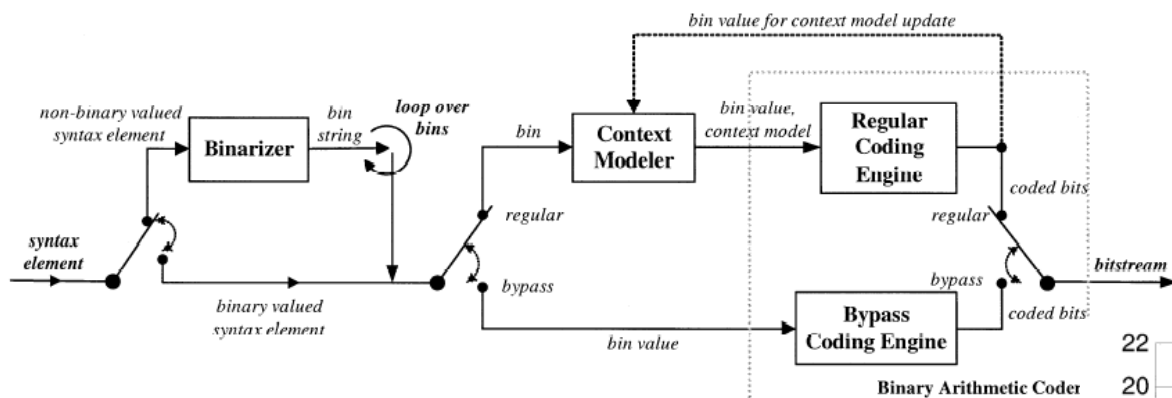 bin value for context model update
non-binary valued
syntax element
bin
string
loop over
bins
Binarizer
bin
Context
Modeler
bin value,
context model
Regular
Coding
Engine
coded bits
regular
regular
syntax
element
bitstream
binary valued
syntax element
bypass
bypass
bin value
Bypass
Coding Engine
coded bits
Binary Arithmetic Coder
22
20